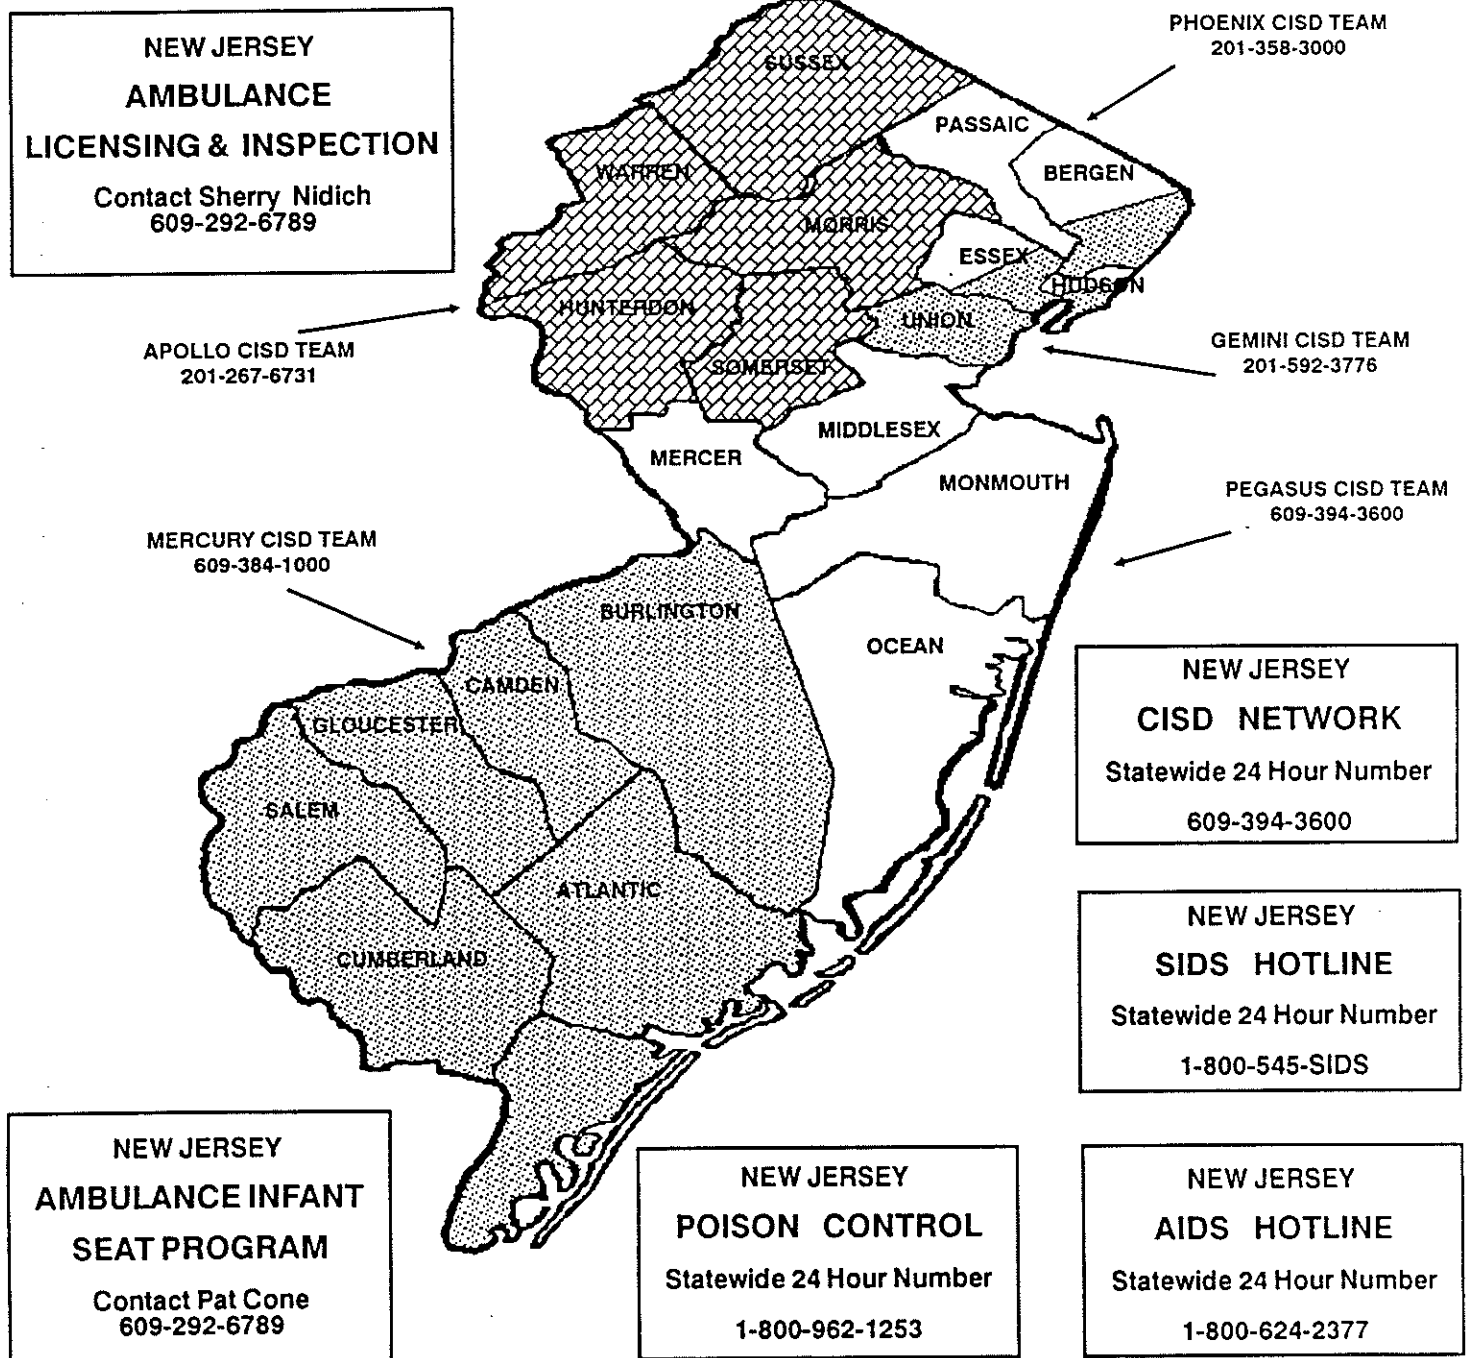 NEW JERSEY
AMBULANCE
LICENSING & INSPECTION
Contact Sherry Nidich
609-292-6789
PHOENIX CISD TEAM
201-358-3000
SUSSEX
PASSAIC
BERGEN
WARREN
MORRIS
ESSEX
HUDSON
HUNTERDON
UNION
SOMERSET
APOLLO CISD TEAM
201-267-6731
GEMINI CISD TEAM
201-592-3776
MIDDLESEX
MERCER
MONMOUTH
PEGASUS CISD TEAM
609-394-3600
MERCURY CISD TEAM
609-384-1000
BURLINGTON
OCEAN
CAMDEN
GLOUCESTER
SALEM
ATLANTIC
CUMBERLAND
NEW JERSEY
CISD NETWORK
Statewide 24 Hour Number
609-394-3600
NEW JERSEY
SIDS HOTLINE
Statewide 24 Hour Number
1-800-545-SIDS
NEW JERSEY
AMBULANCE INFANT
SEAT PROGRAM
Contact Pat Cone
609-292-6789
NEW JERSEY
POISON CONTROL
Statewide 24 Hour Number
1-800-962-1253
NEW JERSEY
AIDS HOTLINE
Statewide 24 Hour Number
1-800-624-2377